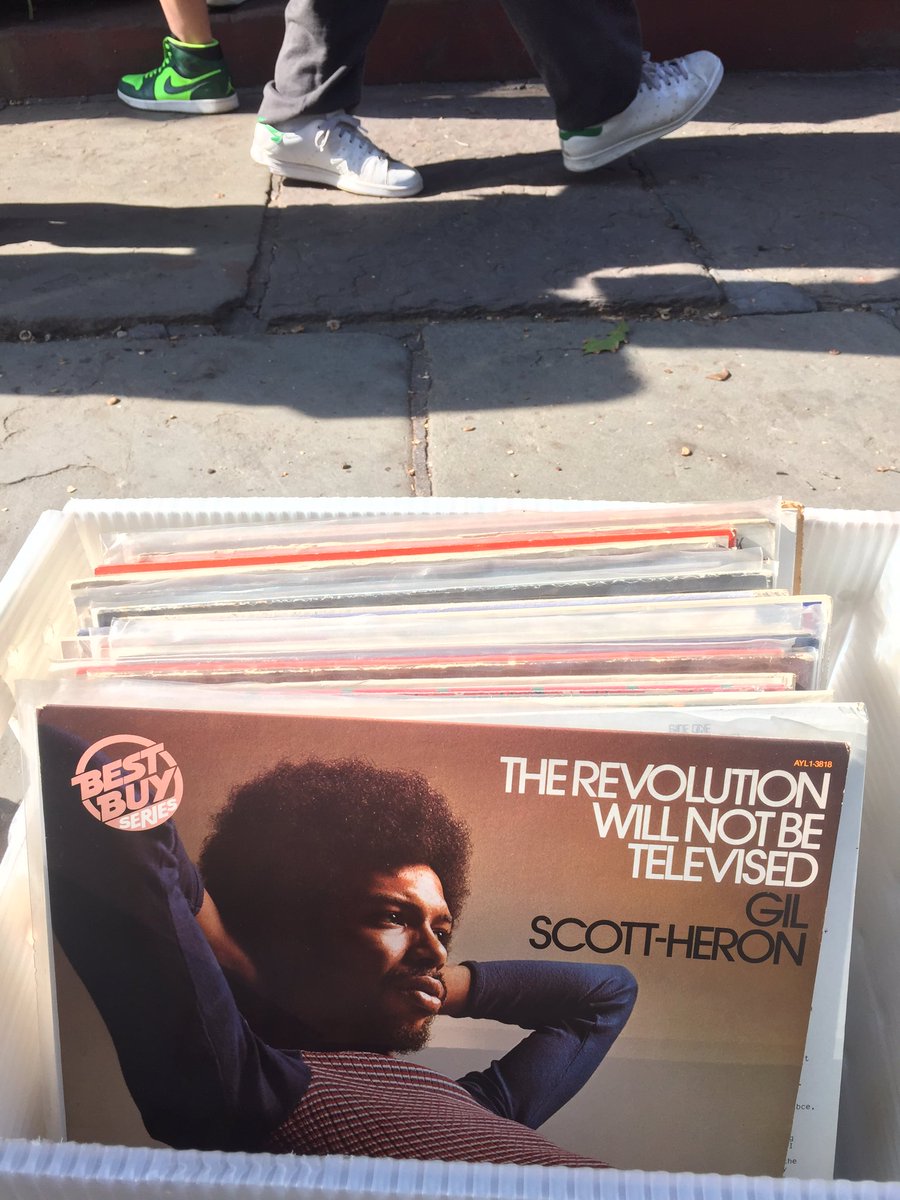 BEST
BUY
SERIES
AYL1-3818
THE REVOLUTION
WILL NOT BE
TELEVISED
GIL
SCOTT-HERON